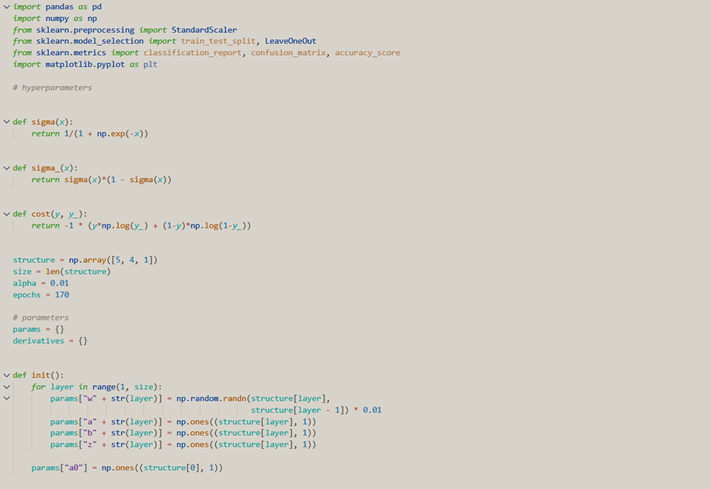 import pandas as pd
import numpy as np
from sklearn.preprocessing import StandardScaler
from sklearn.model_selection import train_test_split, LeaveOneOut
from sklearn.metrics import classification_report, confusion_matrix, accuracy_score
import matplotlib.pyplot as plt
# hyperparameters
def sigma(x):
    return 1/(1 + np.exp(-x))
def sigma_(x):
    return sigma(x)*(1 - sigma(x))
def cost(y, y_):
    return -1 * (y*np.log(y_) + (1-y)*np.log(1-y_))
structure = np.array([5, 4, 1])
size = len(structure)
alpha = 0.01
epochs = 170
# parameters
params = {}
derivatives = {}
def init():
    for layer in range(1, size):
        params["w" + str(layer)] = np.random.randn(structure[layer],
                                                   structure[layer - 1]) * 0.01
        params["a" + str(layer)] = np.ones((structure[layer], 1))
        params["b" + str(layer)] = np.ones((structure[layer], 1))
        params["z" + str(layer)] = np.ones((structure[layer], 1))
    params["a0"] = np.ones((structure[0], 1))